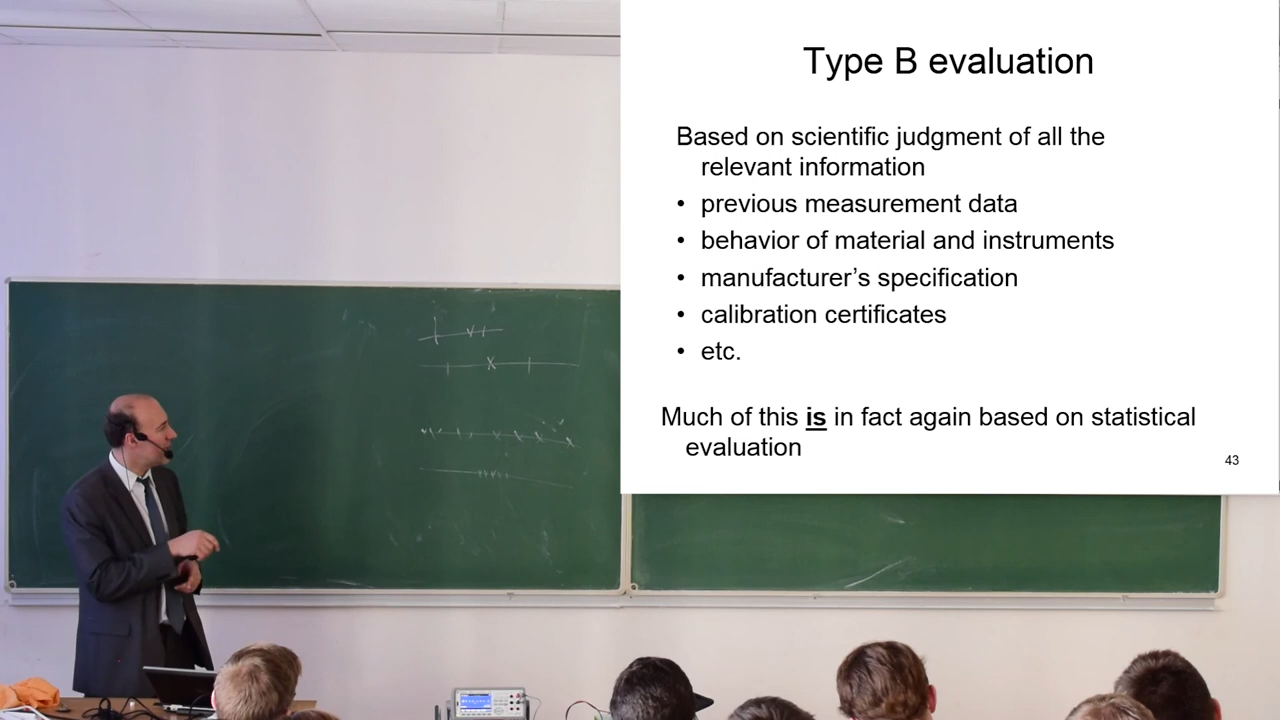 Type B evaluation
Based on scientific judgment of all the
relevant information
• previous measurement data
• behavior of material and instruments
• manufacturer’s specification
• calibration certificates
• etc.
Much of this is in fact again based on statistical
evaluation
43